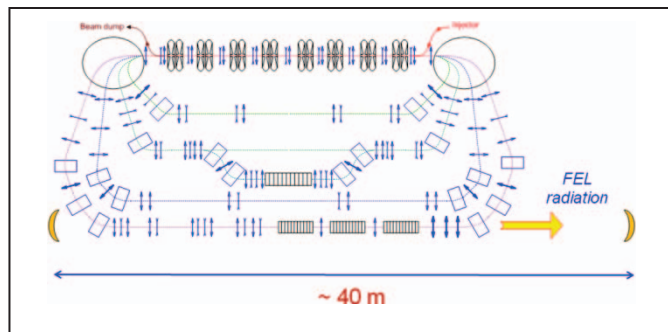 Beam dump
Injector
FEL
radiation
~ 40 m